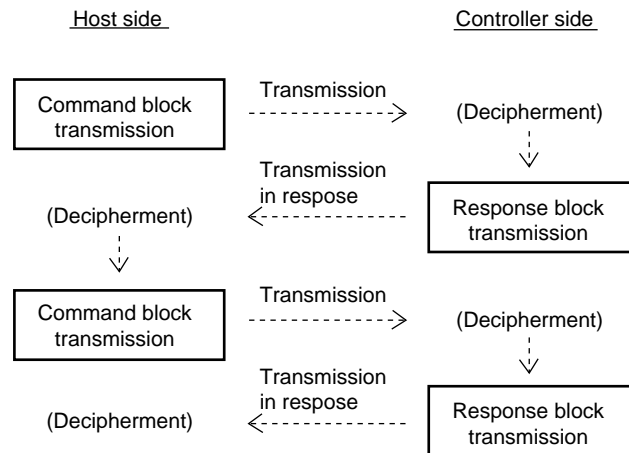 Host side
Controller side
Command block
transmission
Transmission
(Decipherment)
Transmission
in respose
(Decipherment)
Response block
transmission
Command block
transmission
Transmission
(Decipherment)
Transmission
in respose
(Decipherment)
Response block
transmission